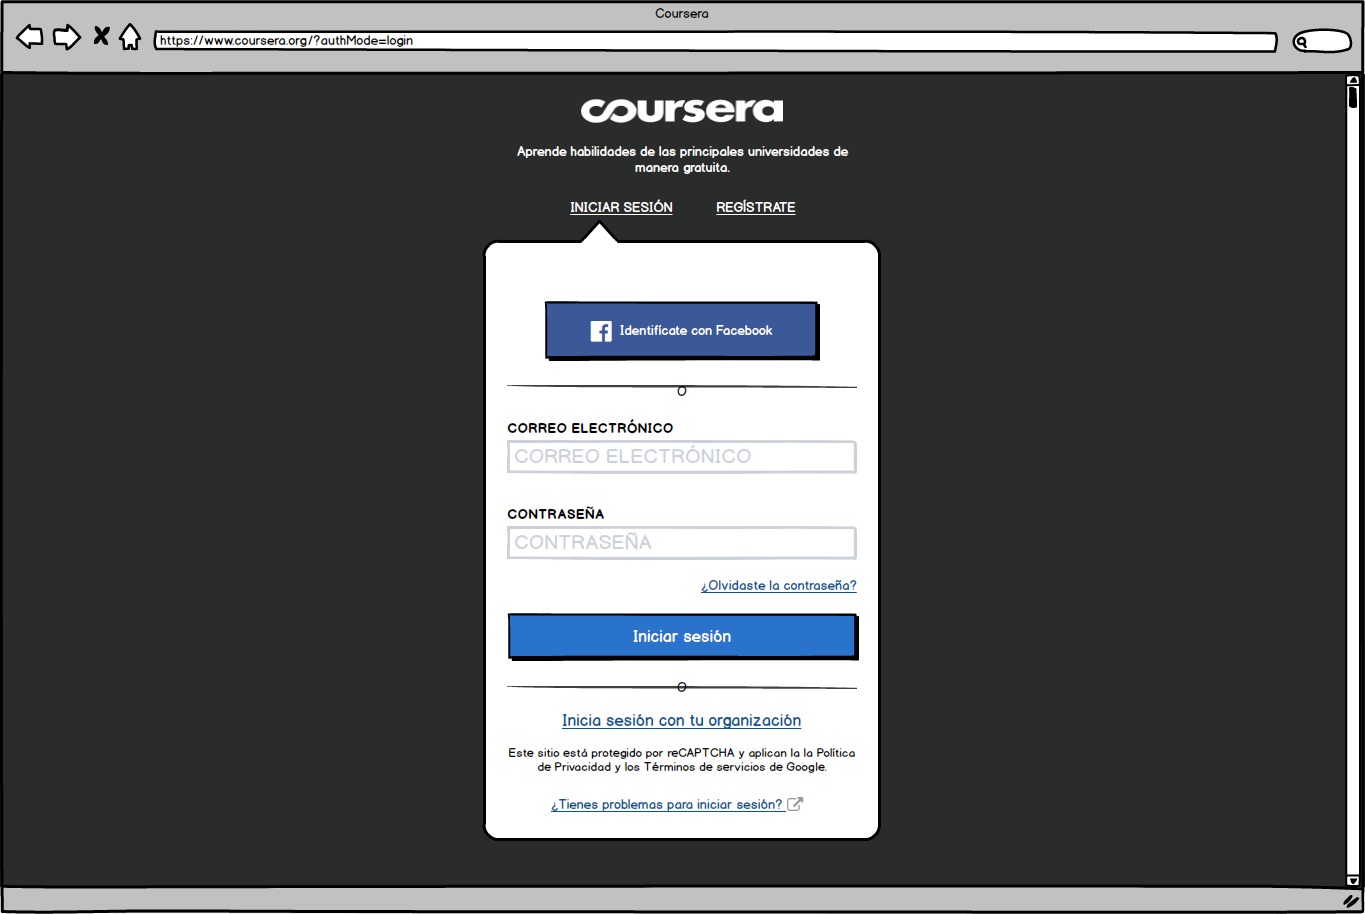 Coursera
https://www.coursera.org/?authMode=login
coursera
Aprende habilidades de las principales universidades de
manera gratuita.
INICIAR SESIÓN REGÍSTRATE
Identifícate con Facebook
O
CORREO ELECTRÓNICO
CORREO ELECTRÓNICO
CONTRASEÑA
CONTRASEÑA
¿Olvidaste la contraseña?
Iniciar sesión
O
Inicia sesión con tu organización
Este sitio está protegido por reCAPTCHA y aplican la la Política
de Privacidad y los Términos de servicios de Google.
¿Tienes problemas para iniciar sesión?